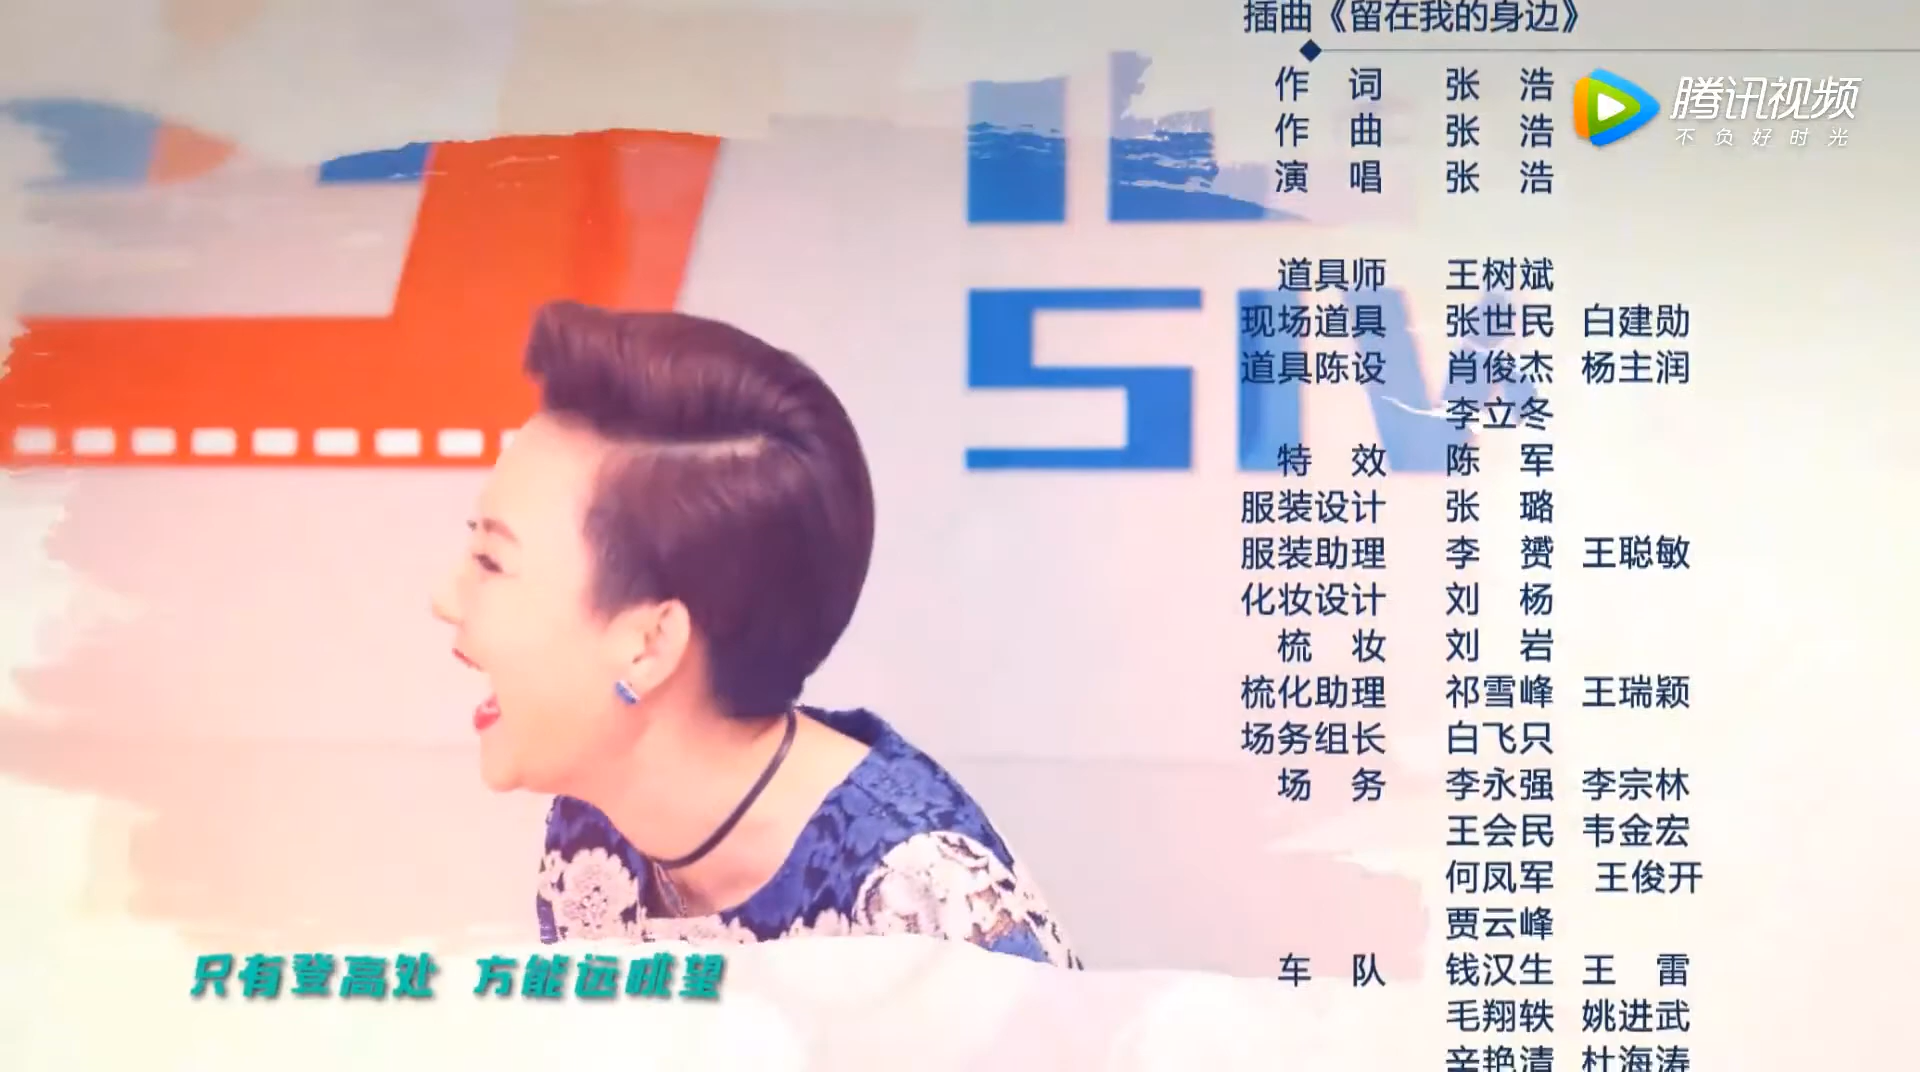 插曲《留在我的身边》
作 词 张 浩
作 曲 张 浩
演 唱 张 浩
腾讯视频
不负好时光
道具师 王树斌
现场道具 张世民 白建勋
道具陈设 肖俊杰 杨主润
李立冬
特 效 陈 军
服装设计 张 璐
服装助理 李 赟 王聪敏
化妆设计 刘 杨
梳 妆 刘 岩
梳化助理 祁雪峰 王瑞颖
场务组长 白飞只
场 务 李永强 李宗林
王会民 韦金宏
何凤军 王俊开
贾云峰
车 队 钱汉生 王 雷
毛翔轶 姚进武
辛艳清 杜海涛
只有登高处 方能远眺望